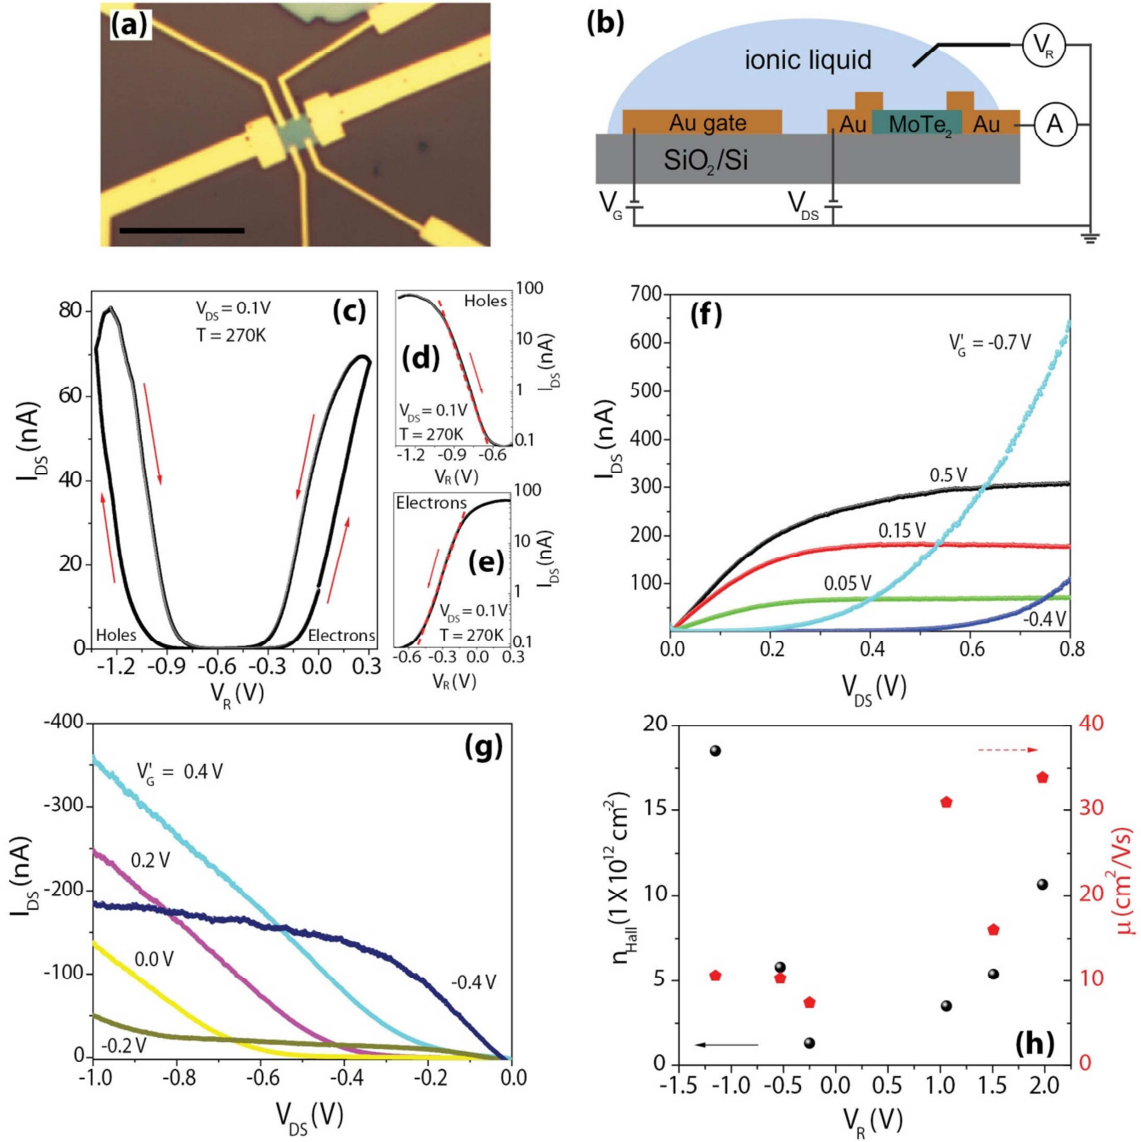 (a)
(b)
ionic liquid
V_R
Au gate
Au
MoTe₂
Au
A
SiO₂/Si
V_G
V_DS
(c)
V_DS = 0.1V
T = 270K
80
60
40
20
0
I_DS (nA)
Holes
Electrons
-1.2 -0.9 -0.6 -0.3 0.0 0.3
V_R (V)
Holes
(d)
V_DS = 0.1V
T = 270K
100
10
1
0.1
I_DS (nA)
-1.2 -0.9 -0.6
V_R (V)
Electrons
(e)
V_DS = 0.1V
T = 270K
100
10
1
0.1
I_DS (nA)
-0.6 -0.3 0.0 0.3
V_R (V)
(f)
700
600
500
400
300
200
100
I_DS (nA)
V'_G = -0.7 V
0.5 V
0.15 V
0.05 V
-0.4 V
0.0 0.2 0.4 0.6 0.8
V_DS (V)
(g)
-400
-300
-200
-100
0
I_DS (nA)
V'_G = 0.4 V
0.2 V
0.0 V
-0.2 V
-0.4 V
-1.0 -0.8 -0.6 -0.4 -0.2 0.0
V_DS (V)
20
15
10
5
0
n_Hall (1 X 10¹² cm⁻²)
40
30
20
10
0
μ (cm²/Vs)
(h)
-1.5 -1.0 -0.5 0.0 1.0 1.5 2.0
V_R (V)